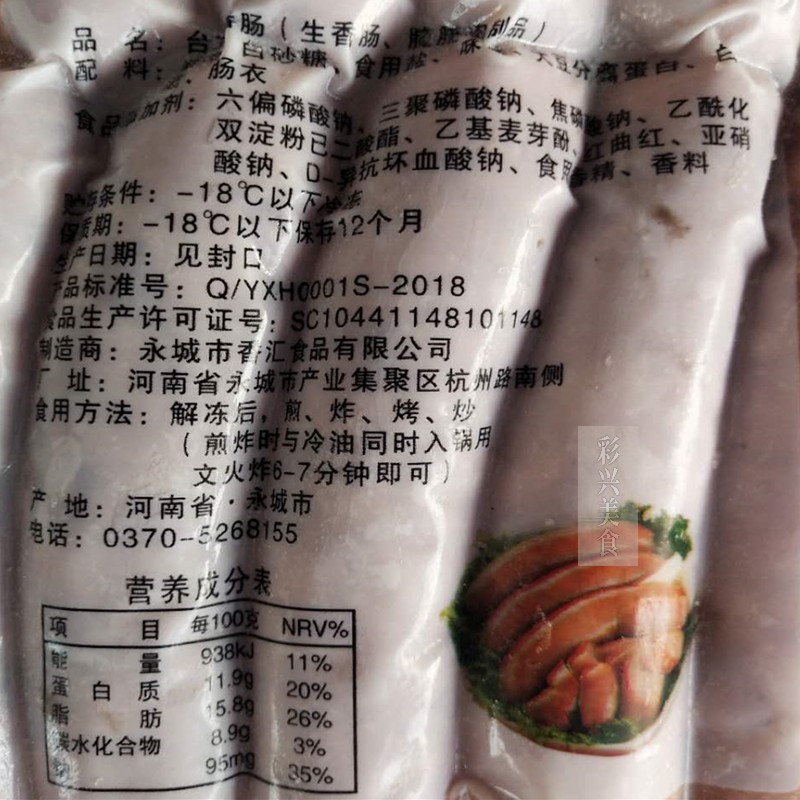 品 名：台 肠（生香肠、腌腊调制品）
配 料： 白砂糖、食用盐、 大豆分离蛋白、
肠衣
食品添加剂：六偏磷酸钠、三聚磷酸钠、焦磷酸钠、乙酰化
双淀粉己二酸酯、乙基麦芽酚、红曲红、亚硝
酸钠、D-异抗坏血酸钠、食用香精、香料
贮存条件：-18℃以下
保质期：-18℃以下保存12个月
生产日期：见封口
产品标准号：Q/YXH0001S-2018
食品生产许可证号：SC10441148101148
制造商：永城市香汇食品有限公司
厂 址：河南省永城市产业集聚区杭州路南侧
食用方法：解冻后，煎、炸、烤、炒
（煎炸时与冷油同时入锅用
文火炸6-7分钟即可）
产 地：河南省·永城市
电话：0370-5268155
营养成分表
项 目 每100克 NRV%
能 量 938kJ 11%
蛋 白 质 11.9g 20%
脂 肪 15.8g 26%
碳水化合物 8.9g 3%
钠 95mg 35%
彩兴美食